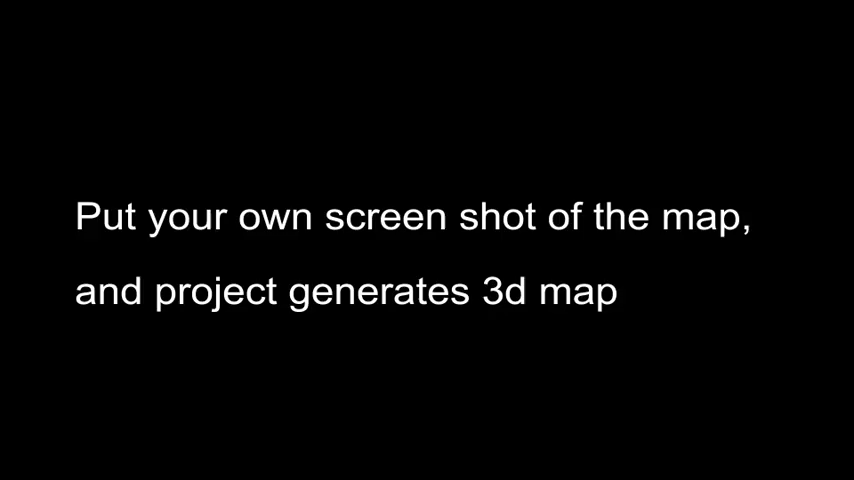 Put your own screen shot of the map,
and project generates 3d map